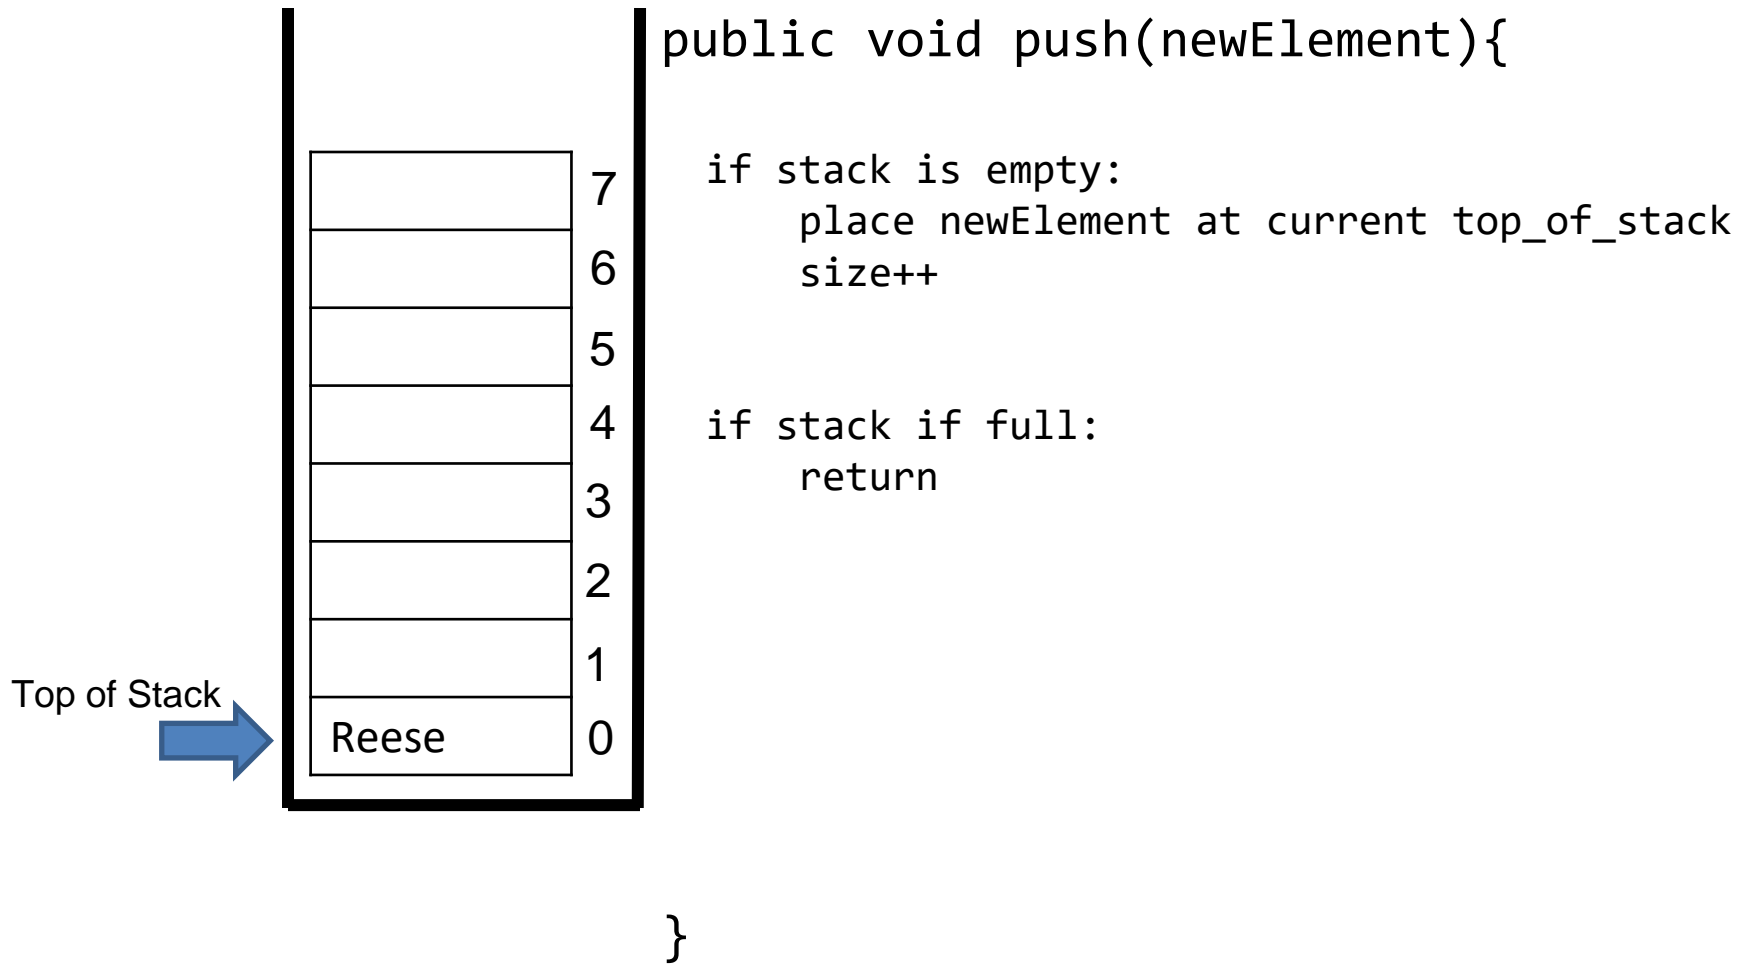 public void push(newElement){
if stack is empty:
place newElement at current top_of_stack
size++
if stack if full:
return
}
7
6
5
4
3
2
1
Top of Stack
Reese 0